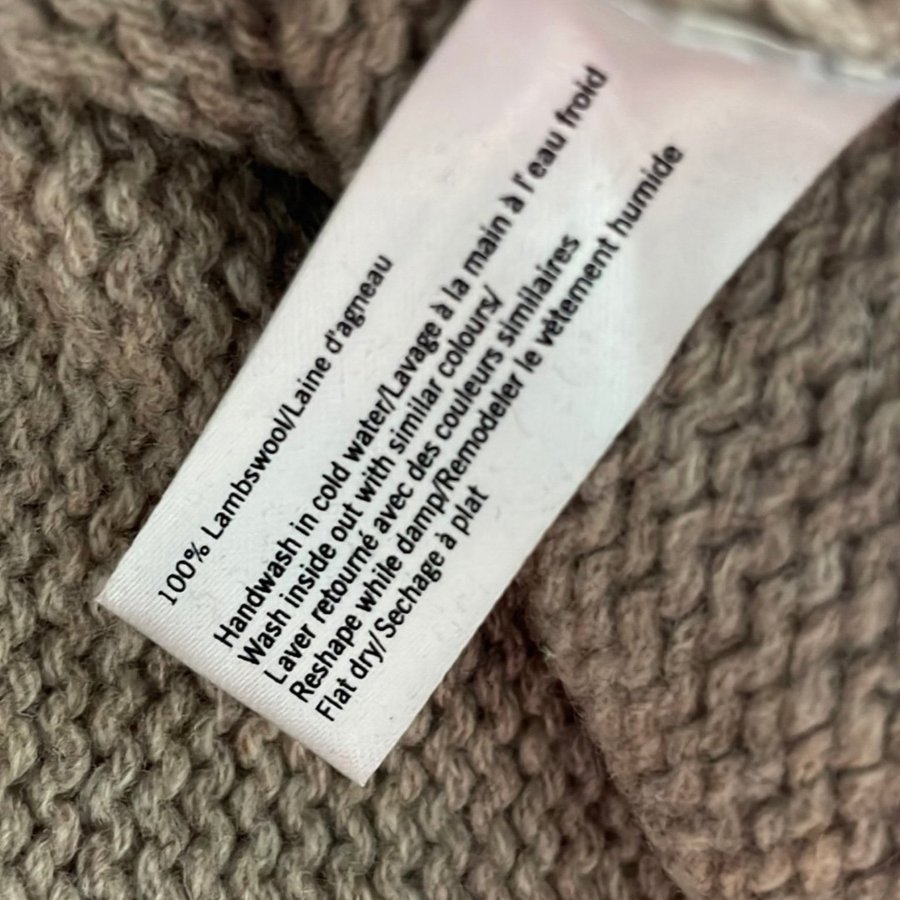 100% Lambswool/Laine d'agneau
Handwash in cold water/Lavage à la main à l'eau froid
Wash inside out with similar colours/
Laver retourné avec des couleurs similaires
Reshape while damp/Remodeler le vètement humide
Flat dry/Sechage à plat